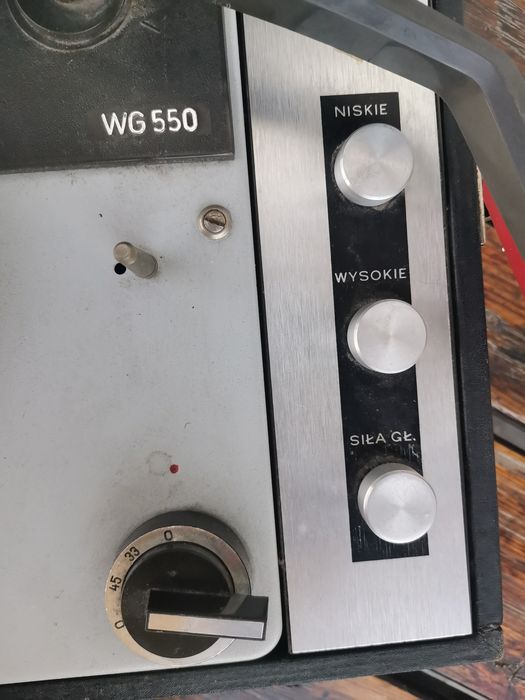 WG 550
NISKIE
WYSOKIE
SIŁA GŁ.
0
33
45
0